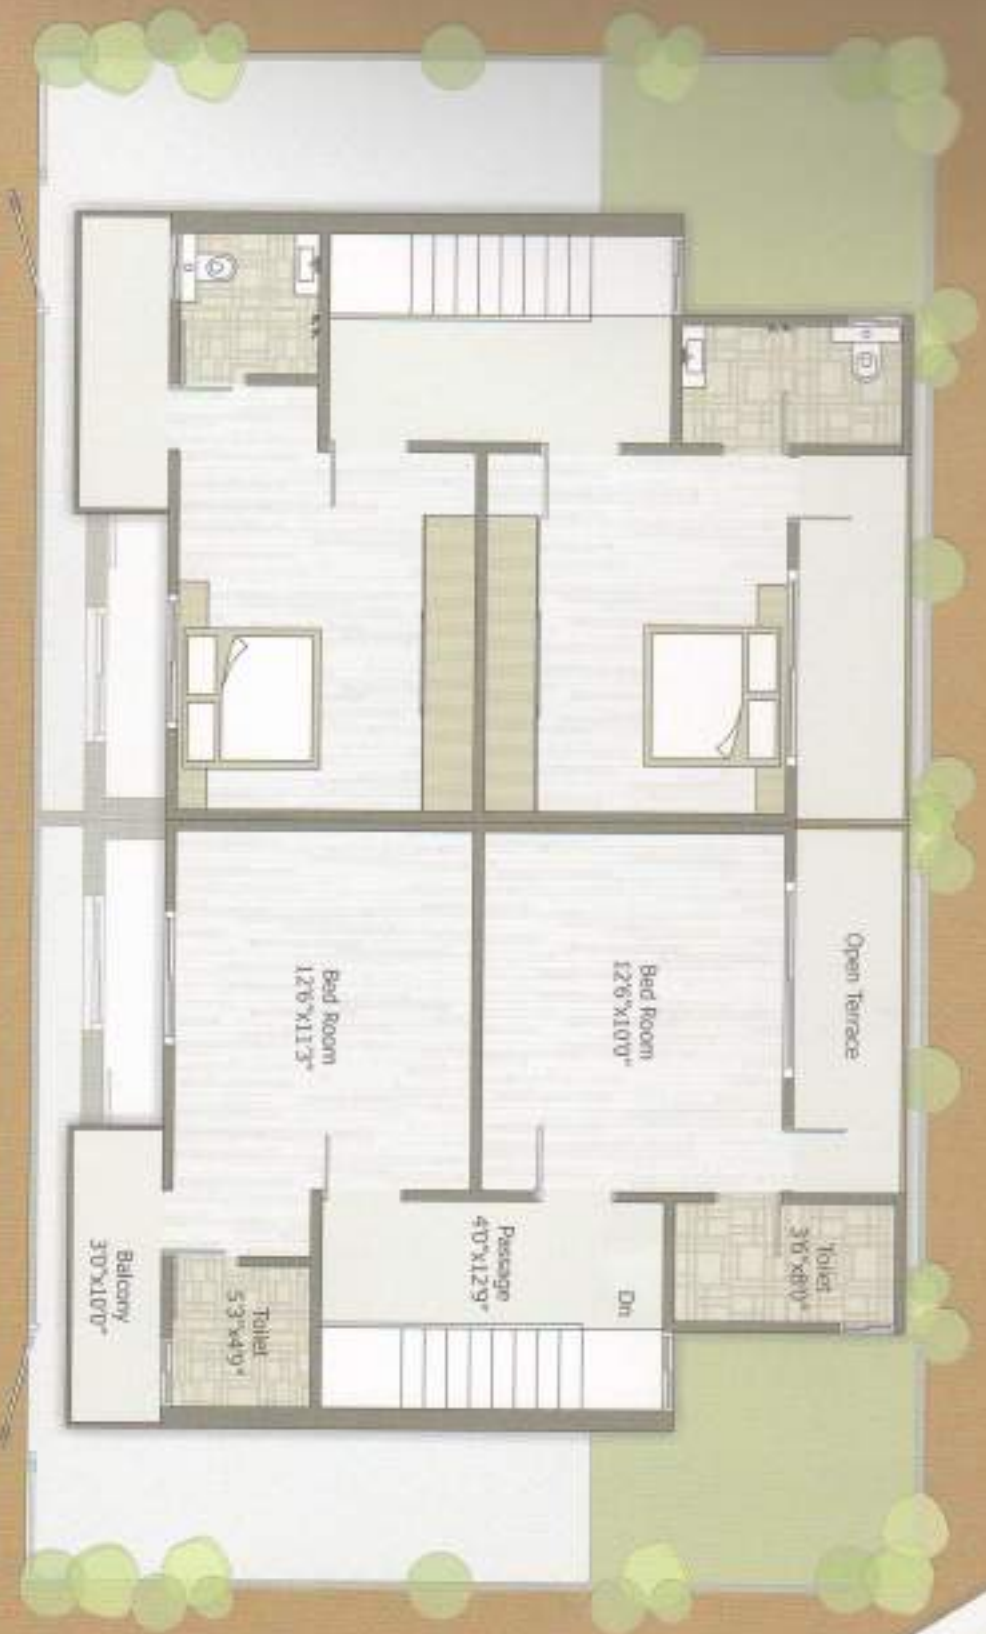 Open Terrace
Toilet
3'6"x8'0"
Bed Room
12'6"x10'0"
Dn
Passage
4'0"x12'9"
Bed Room
12'6"x11'3"
Toilet
5'3"x4'9"
Balcony
3'0"x10'0"